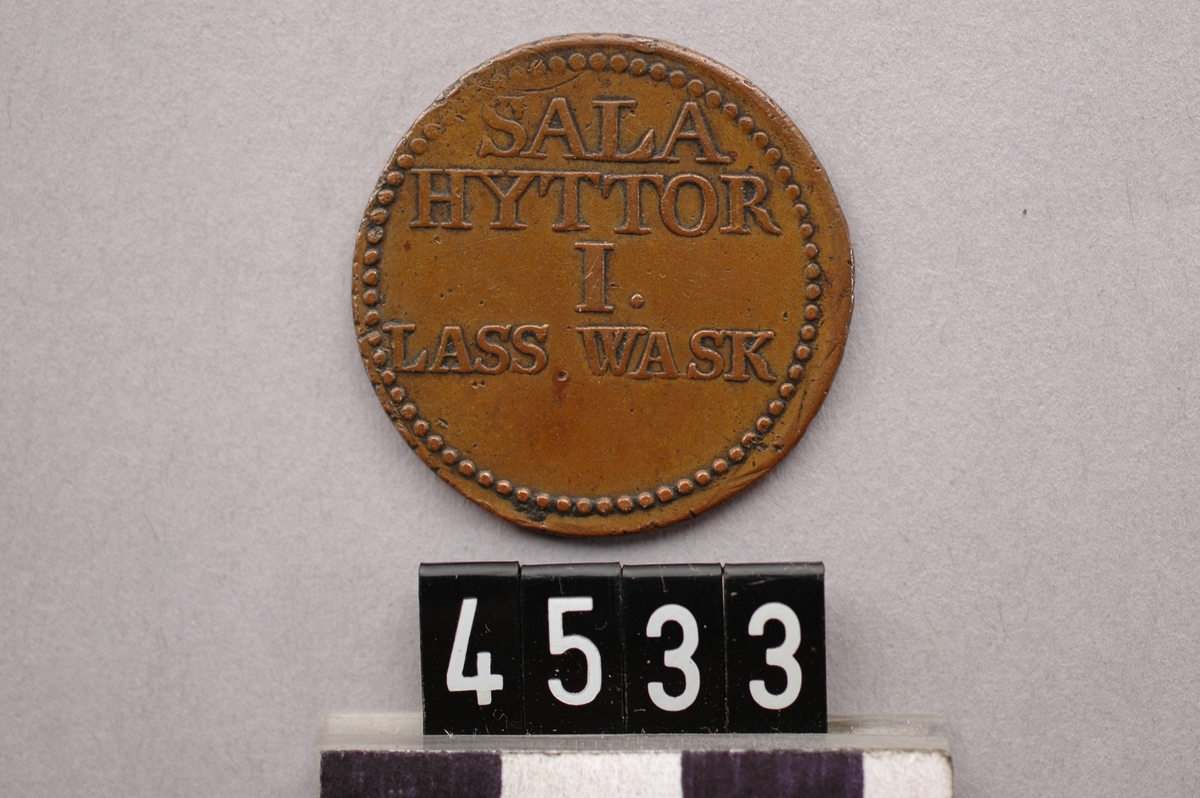 SALA
HYTTOR
I.
LASS WASK
4533